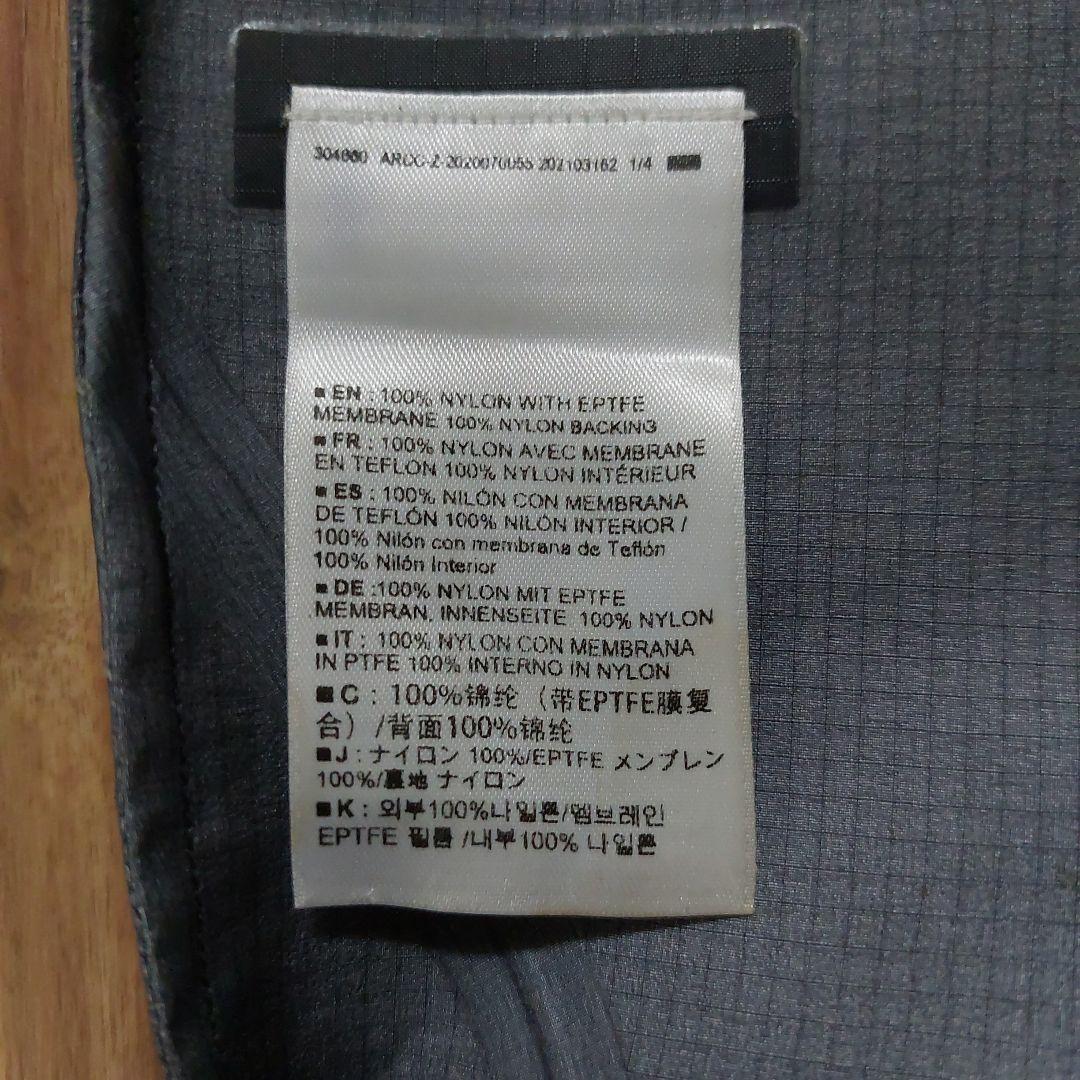 304660 ARCC-Z-2020070055 202103162 1/4
■ EN : 100% NYLON WITH EPTFE
MEMBRANE 100% NYLON BACKING
■ FR : 100% NYLON AVEC MEMBRANE
EN TEFLON 100% NYLON INTÉRIEUR
■ ES : 100% NILÓN CON MEMBRANA
DE TEFLÓN 100% NILÓN INTERIOR /
100% Nilón con membrana de Teflón
100% Nilón Interior
■ DE :100% NYLON MIT EPTFE
MEMBRAN, INNENSEITE 100% NYLON
■ IT : 100% NYLON CON MEMBRANA
IN PTFE 100% INTERNO IN NYLON
■ C : 100%锦纶（带EPTFE膜复
合）/背面100%锦纶
■ J : ナイロン 100%/EPTFE メンブレン
100%/裏地 ナイロン
■ K : 외부100%나일론/멤브레인
EPTFE 필름 /내부100% 나일론